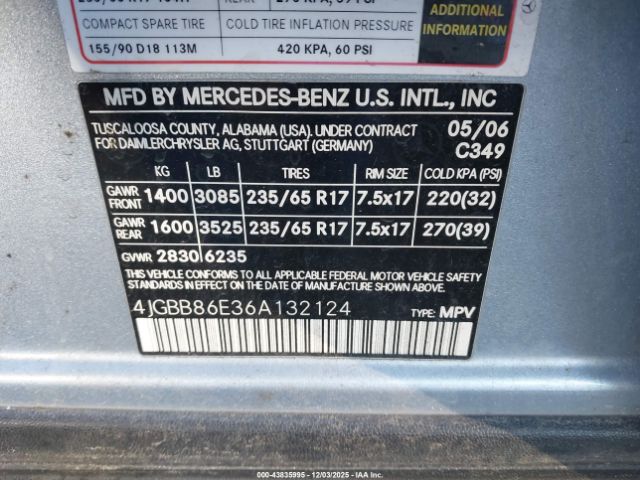 COMPACT SPARE TIRE COLD TIRE INFLATION PRESSURE
155/90 D18 113M 420 KPA, 60 PSI
ADDITIONAL
INFORMATION
MFD BY MERCEDES-BENZ U.S. INTL., INC
TUSCALOOSA COUNTY, ALABAMA (USA). UNDER CONTRACT 05/06
FOR DAIMLERCHRYSLER AG, STUTTGART (GERMANY) C349
KG LB TIRES RIM SIZE COLD KPA (PSI)
GAWR FRONT 1400 3085 235/65 R17 7.5x17 220(32)
GAWR REAR 1600 3525 235/65 R17 7.5x17 270(39)
GVWR 2830 6235
THIS VEHICLE CONFORMS TO ALL APPLICABLE FEDERAL MOTOR VEHICLE SAFETY
STANDARDS IN EFFECT ON THE DATE OF MANUFACTURE SHOWN ABOVE.
4JGBB86E36A132124 TYPE: MPV
000-43835995 - 12/03/2025 - IAAI.COM